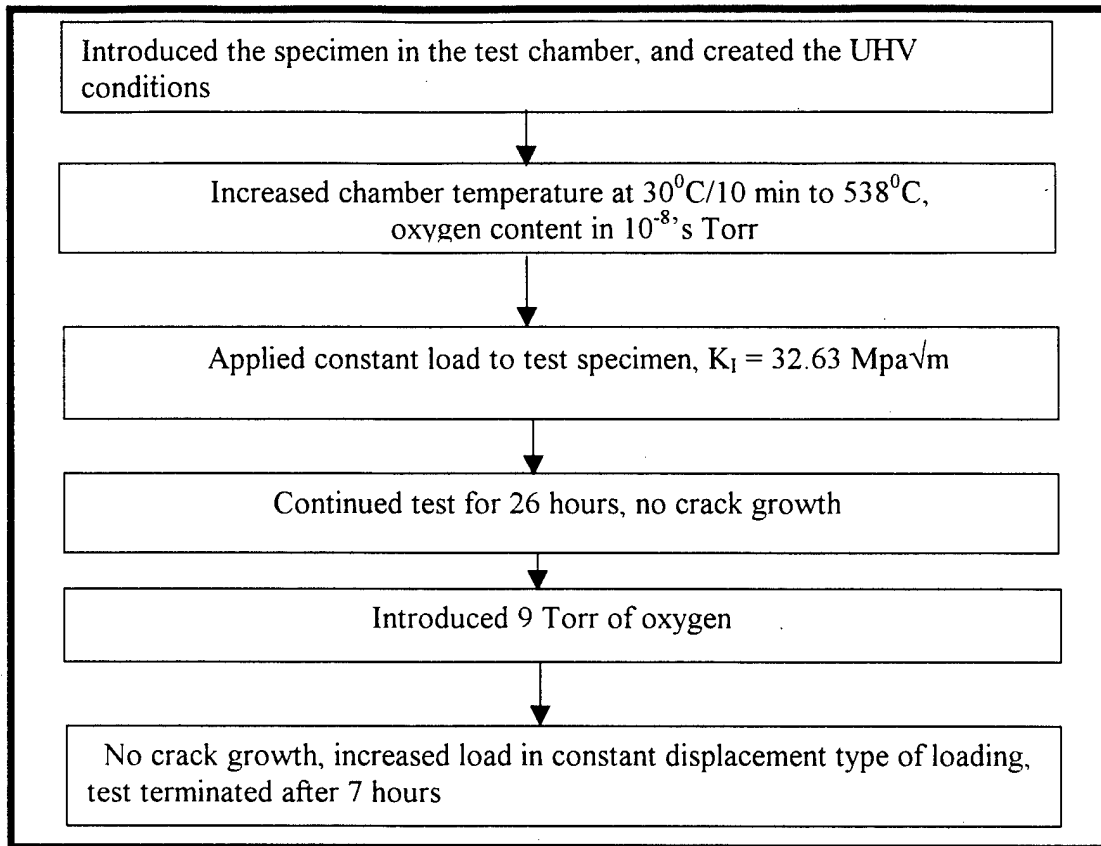 Introduced the specimen in the test chamber, and created the UHV
conditions
Increased chamber temperature at 30⁰C/10 min to 538⁰C,
oxygen content in 10⁻⁸'s Torr
Applied constant load to test specimen, K_I = 32.63 Mpa√m
Continued test for 26 hours, no crack growth
Introduced 9 Torr of oxygen
No crack growth, increased load in constant displacement type of loading,
test terminated after 7 hours